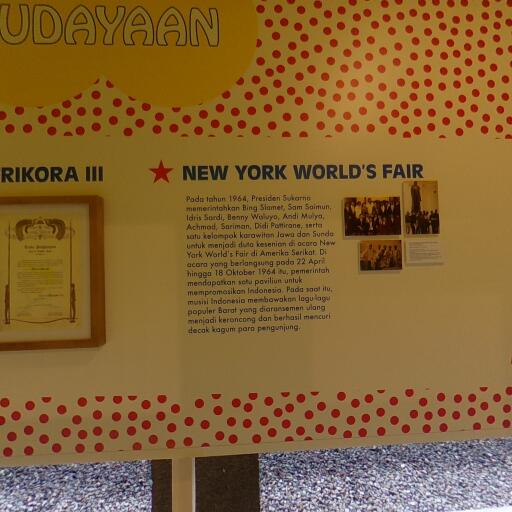 UDAYAAN
RIKORA III
NEW YORK WORLD'S FAIR
Pada tahun 1964, Presiden Sukarno
memerintahkan Bing Slamet, Sam Saimun,
Idris Sardi, Benny Waluyo, Andi Mulya,
Achmad, Sariman, Didi Pattirane, serta
satu kelompok karawitan Jawa dan Sunda
untuk menjadi duta kesenian di acara New
York World's Fair di Amerika Serikat. Di
acara yang berlangsung pada 22 April
hingga 18 Oktober 1964 itu, pemerintah
mendapatkan satu paviliun untuk
mempromosikan Indonesia. Pada saat itu,
musisi Indonesia membawakan lagu-lagu
populer Barat yang diaransemen ulang
menjadi keroncong dan berhasil mencuri
decak kagum para pengunjung.